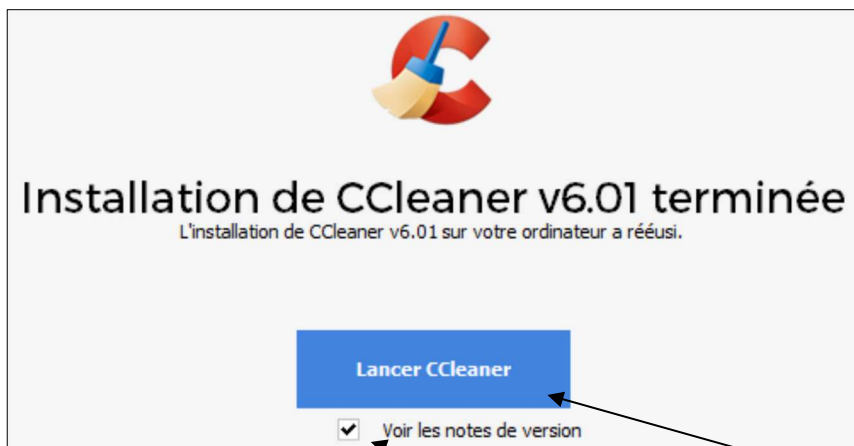 Installation de CCleaner v6.01 terminée
L'installation de CCleaner v6.01 sur votre ordinateur a rééusi.
Lancer CCleaner
Voir les notes de version